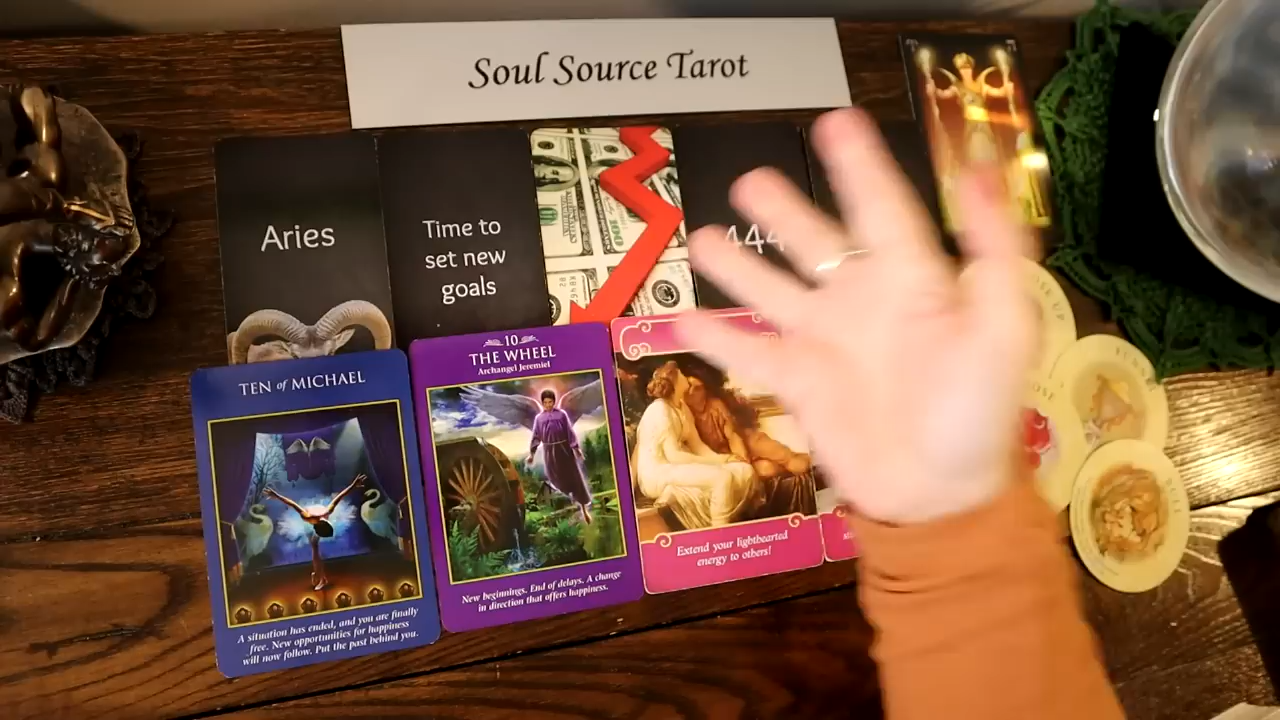 Soul Source Tarot
Aries
Time to
set new
goals
444
TEN of MICHAEL
A situation has ended, and you are finally
free. New opportunities for happiness
will now follow. Put the past behind you.
10
THE WHEEL
Archangel Jeremiel
New beginnings. End of delays. A change
in direction that offers happiness.
Extend your lighthearted
energy to others!